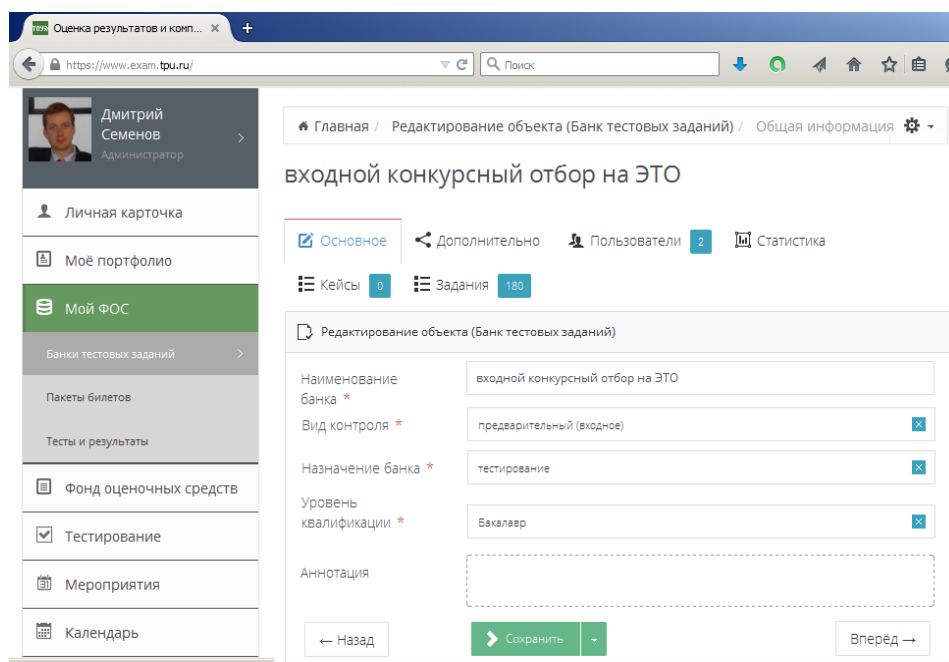 Оценка результатов и комп...
https://www.exam.tpu.ru/
Поиск
Дмитрий
Семенов
Администратор
Личная карточка
Моё портфолио
Мой ФОС
Банки тестовых заданий
Пакеты билетов
Тесты и результаты
Фонд оценочных средств
Тестирование
Мероприятия
Календарь
Главная / Редактирование объекта (Банк тестовых заданий) / Общая информация
входной конкурсный отбор на ЭТО
Основное Дополнительно Пользователи 2 Статистика
Кейсы 0 Задания 180
Редактирование объекта (Банк тестовых заданий)
Наименование
банка * входной конкурсный отбор на ЭТО
Вид контроля * предварительный (входное)
Назначение банка * тестирование
Уровень
квалификации * Бакалавр
Аннотация
← Назад Сохранить Вперёд →